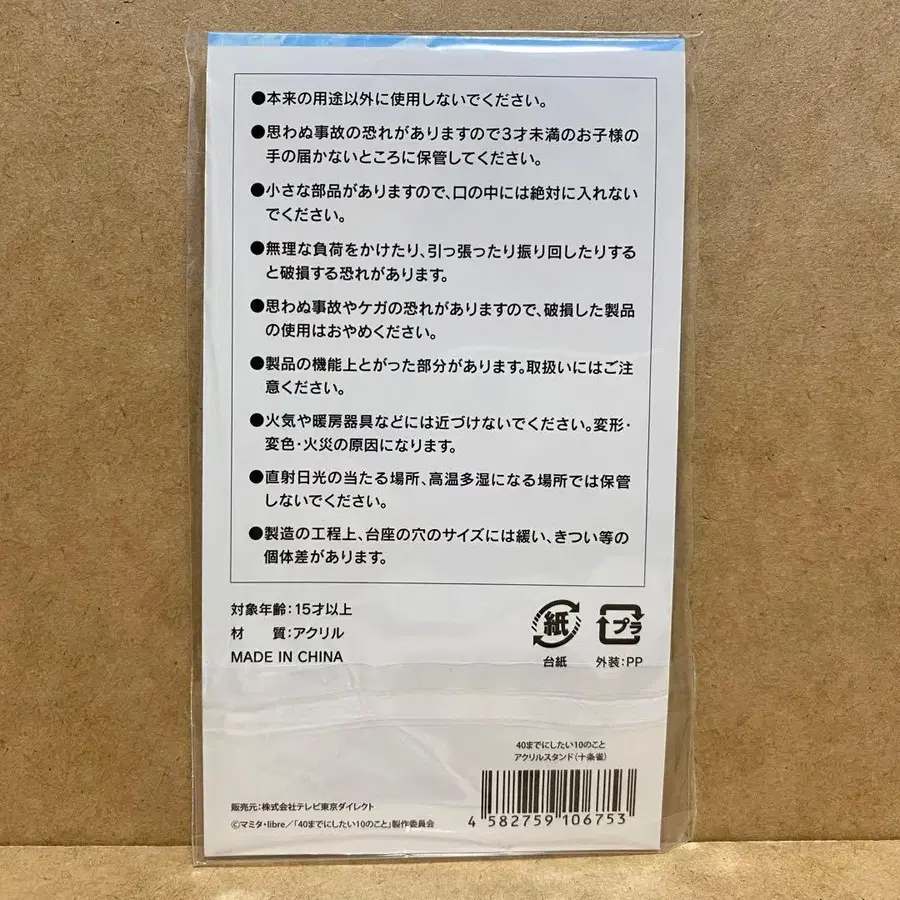 ●本来の用途以外に使用しないでください。
●思わぬ事故の恐れがありますので3才未満のお子様の
手の届かないところに保管してください。
●小さな部品がありますので、口の中には絶対に入れない
でください。
●無理な負荷をかけたり、引っ張ったり振り回したりする
と破損する恐れがあります。
●思わぬ事故やケガの恐れがありますので、破損した製品
の使用はおやめください。
●製品の機能上とがった部分があります。取扱いにはご注
意ください。
●火気や暖房器具などには近づけないでください。変形・
変色・火災の原因になります。
●直射日光の当たる場所、高温多湿になる場所では保管
しないでください。
●製造の工程上、台座の穴のサイズには緩い、きつい等の
個体差があります。
対象年齢：15才以上
材　質：アクリル
MADE IN CHINA
紙
台紙
プラ
外装：PP
40までにしたい10のこと
アクリルスタンド（十条雀）
4 582759 106753
販売元：株式会社テレビ東京ダイレクト
©マミタ・libre／「40までにしたい10のこと」製作委員会